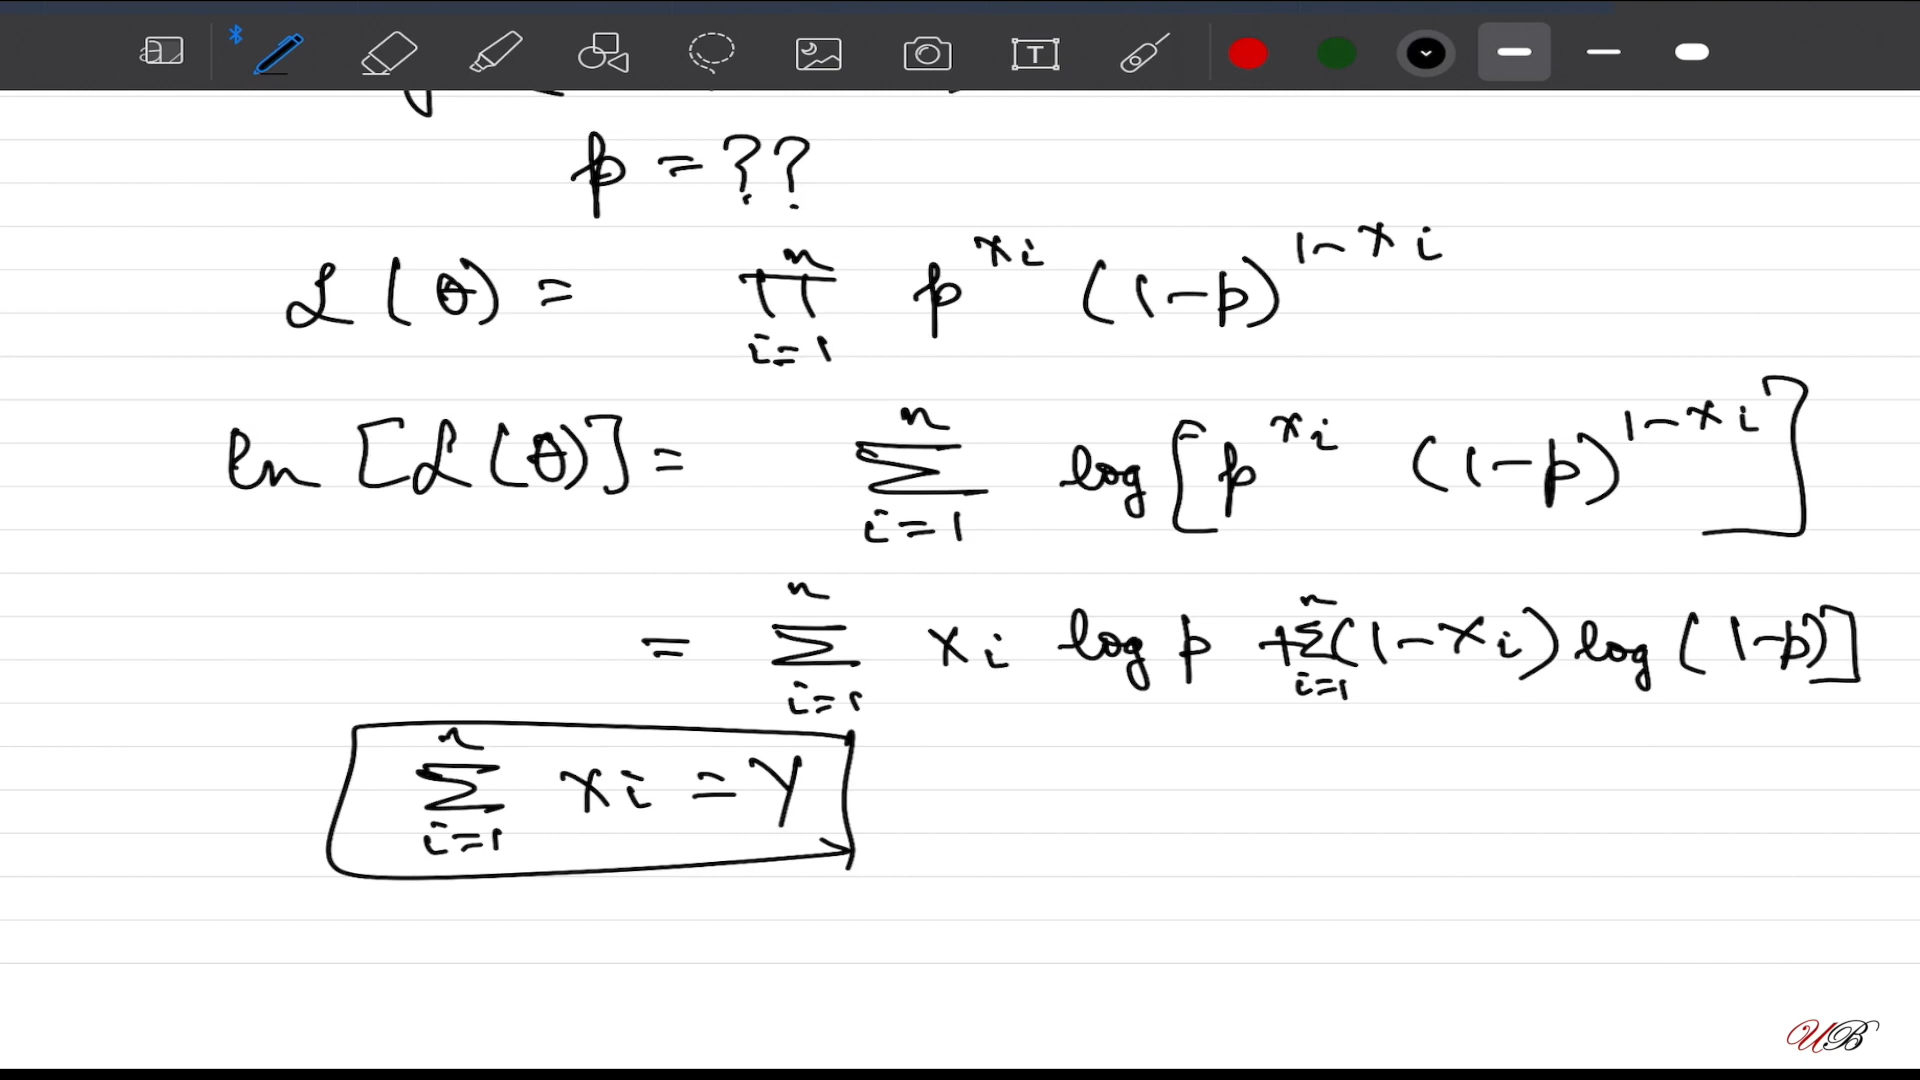 p = ??
ℒ(θ) = ∏_{i=1}^{n} p^{xi} (1-p)^{1-xi}
ln [ℒ(θ)] = ∑_{i=1}^{n} log [p^{xi} (1-p)^{1-xi}]
= ∑_{i=1}^{n} xi log p + ∑_{i=1}^{n} (1-xi) log (1-p)]
∑_{i=1}^{n} xi = Y
UB